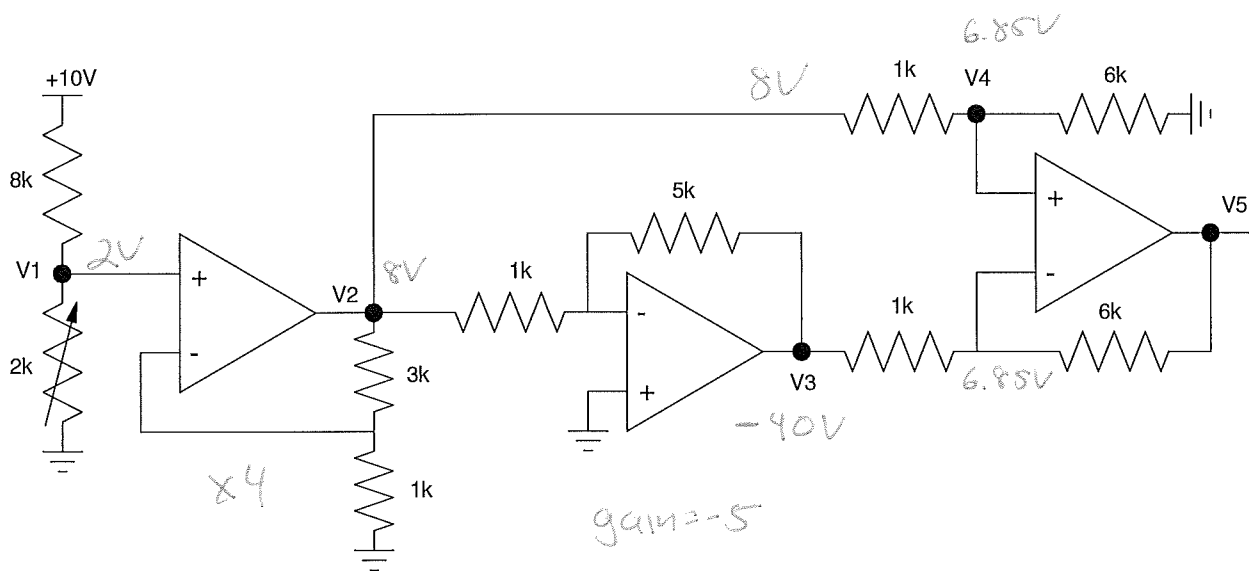 6.85V
+10V
8V
1k
V4
6k
8k
5k
+
V5
2V
V1
+
8V
V2
1k
-
-
2k
-
3k
-
1k
6k
+
V3
6.85V
-40V
x4
1k
gain=-5